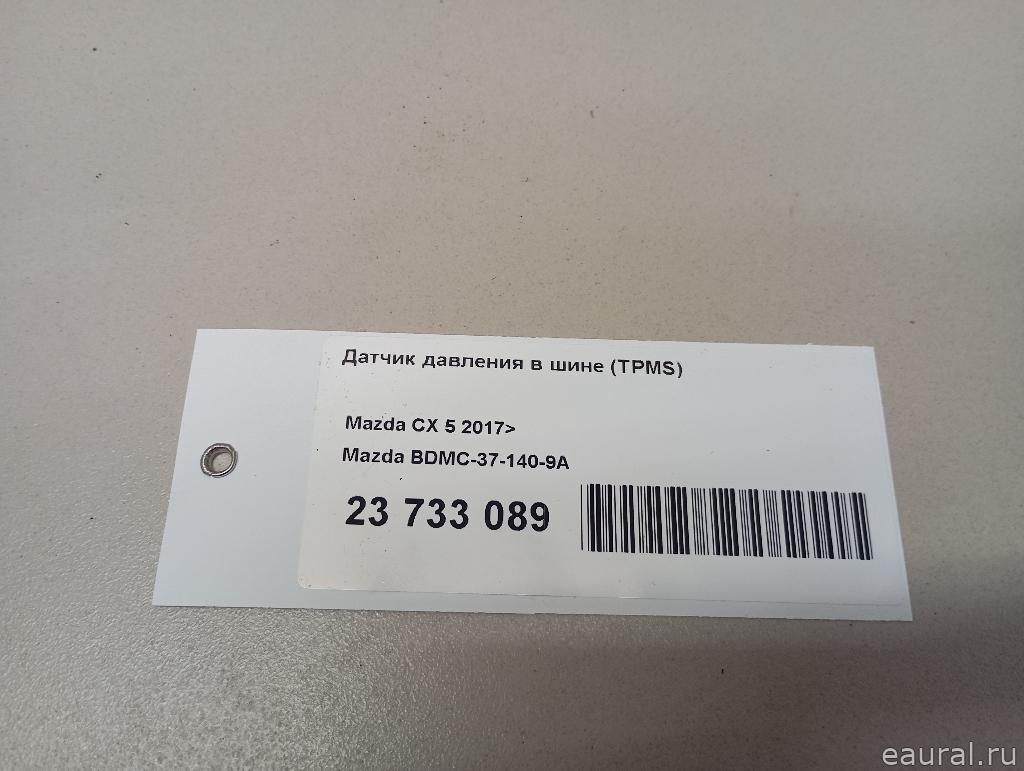 Датчик давления в шине (TPMS)
Mazda CX 5 2017>
Mazda BDMC-37-140-9A
23 733 089
eaural.ru